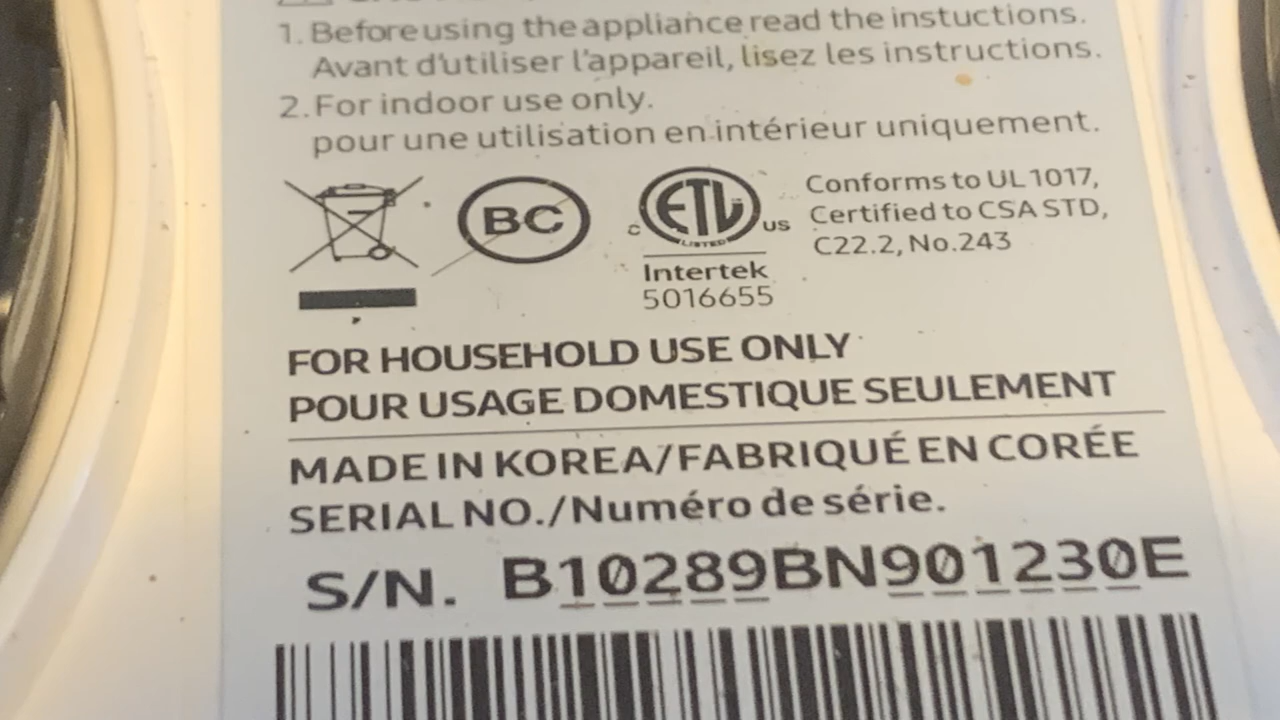 1. Before using the appliance read the instuctions.
Avant d'utiliser l'appareil, lisez les instructions.
2. For indoor use only.
pour une utilisation en intérieur uniquement.
BC
c ETL us
LISTED
Intertek
5016655
Conforms to UL 1017,
Certified to CSA STD,
C22.2, No.243
FOR HOUSEHOLD USE ONLY
POUR USAGE DOMESTIQUE SEULEMENT
MADE IN KOREA/FABRIQUÉ EN CORÉE
SERIAL NO./Numéro de série.
S/N. B10289BN901230E